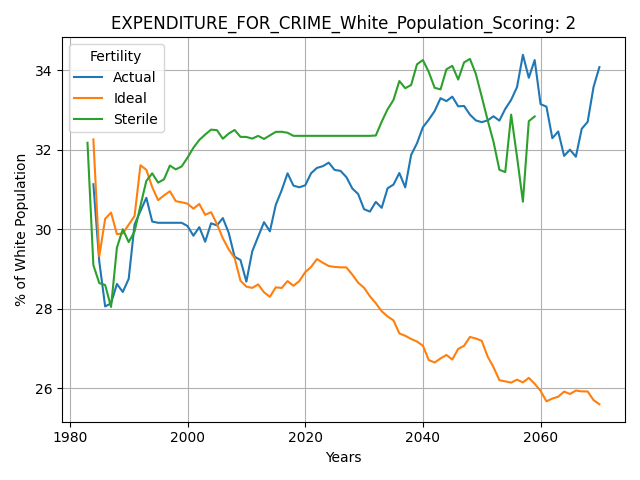 EXPENDITURE_FOR_CRIME_White_Population_Scoring: 2
Fertility
Actual
Ideal
Sterile
% of White Population
34
32
30
28
26
1980
2000
2020
2040
2060
Years